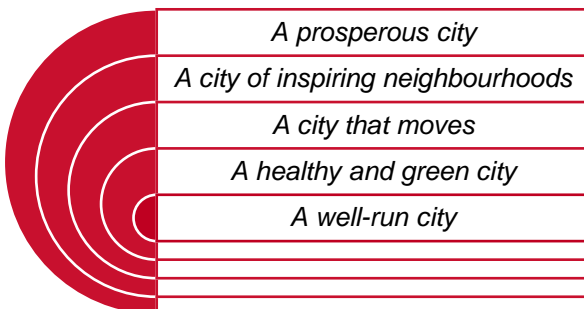 A prosperous city
A city of inspiring neighbourhoods
A city that moves
A healthy and green city
A well-run city